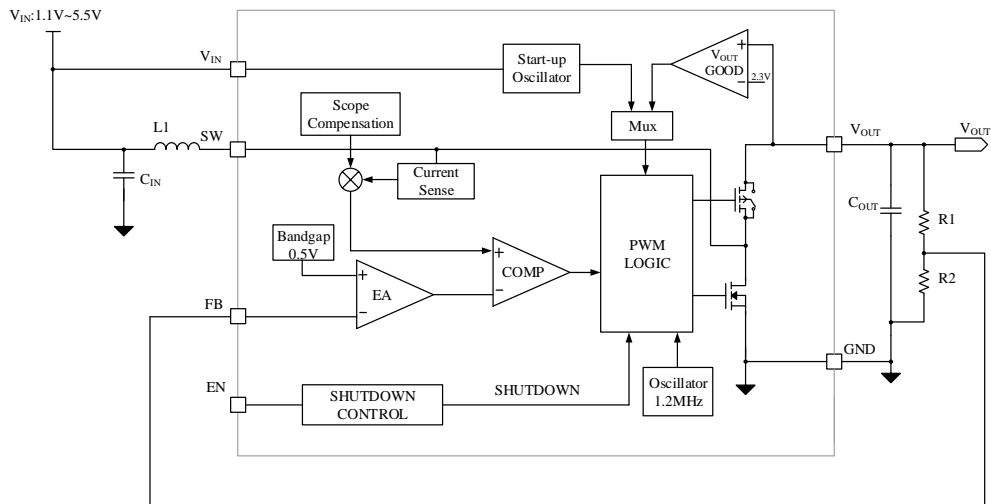 VIN:1.1V~5.5V
VIN
Start-up
Oscillator
VOUT
GOOD
+
−
2.3V
Scope
Compensation
Mux
L1
SW
VOUT
VOUT
CIN
Current
Sense
COUT
R1
Bandgap
0.5V
PWM
LOGIC
+
COMP
−
R2
+
EA
−
FB
GND
EN
SHUTDOWN
CONTROL
SHUTDOWN
Oscillator
1.2MHz